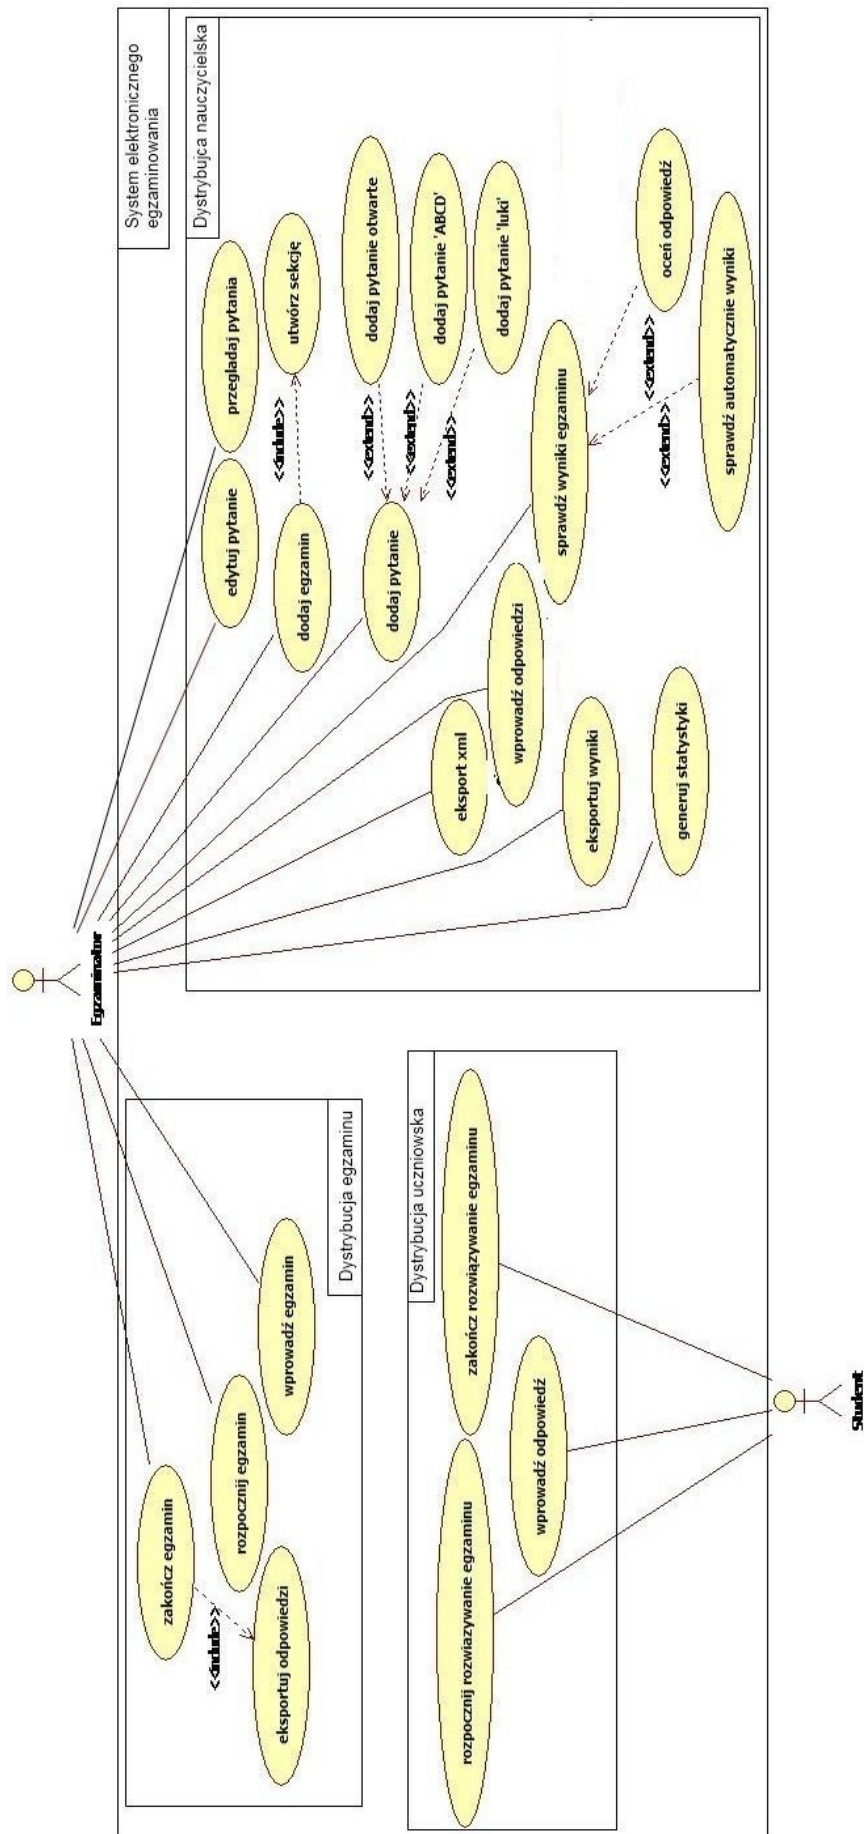 System elektronicznego
egzaminowania
Dystrybujca nauczycielska
przegladaj pytania
edytuj pytanie
utwórz sekcję
<<include>>
dodaj egzamin
dodaj pytanie otwarte
<<extend>>
dodaj pytanie 'ABCD'
<<extend>>
dodaj pytanie 'luki'
<<extend>>
dodaj pytanie
sprawdź wyniki egzaminu
oceń odpowiedź
<<extend>>
sprawdź automatycznie wyniki
<<extend>>
wprowadź odpowiedzi
eksport xml
eksportuj wyniki
generuj statystyki
Egzaminator
Dystrybucja egzaminu
wprowadź egzamin
rozpocznij egzamin
zakończ egzamin
<<include>>
eksportuj odpowiedzi
Dystrybucja uczniowska
zakończ rozwiązywanie egzaminu
wprowadź odpowiedź
rozpocznij rozwiazywanie egzaminu
Student